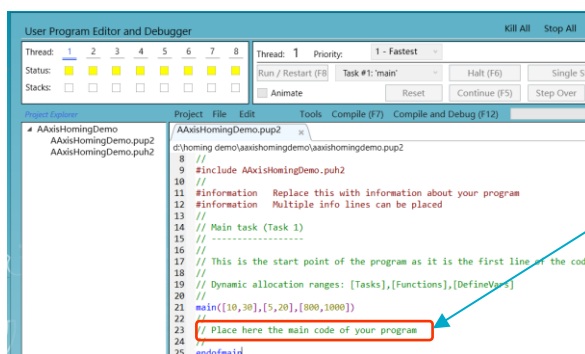 User Program Editor and Debugger
Kill All Stop All
Thread: 1 2 3 4 5 6 7 8
Status:
Stacks:
Thread: 1 Priority: 1 - Fastest
Run / Restart (F8 Task #1: 'main' Halt (F6) Single S
Animate Reset Continue (F5) Step Over
Project Explorer
Project File Edit Tools Compile (F7) Compile and Debug (F12)
AAxisHomingDemo
AAxisHomingDemo.pup2
AAxisHomingDemo.puh2
AAxisHomingDemo.pup2 x
d:\homing demo\aaxishomingdemo\aaxishomingdemo.pup2
8 //
9 #include AAxisHomingDemo.puh2
10 //
11 #information Replace this with information about your program
12 #information Multiple info lines can be placed
13 //
14 // Main task (Task 1)
15 // ------------------
16 //
17 // This is the start point of the program as it is the first line of the cod
18 //
19 // Dynamic allocation ranges: [Tasks],[Functions],[DefineVars]
20 //
21 main([10,30],[5,20],[800,1000])
22 //
23 // Place here the main code of your program
24 //
25 endofmain